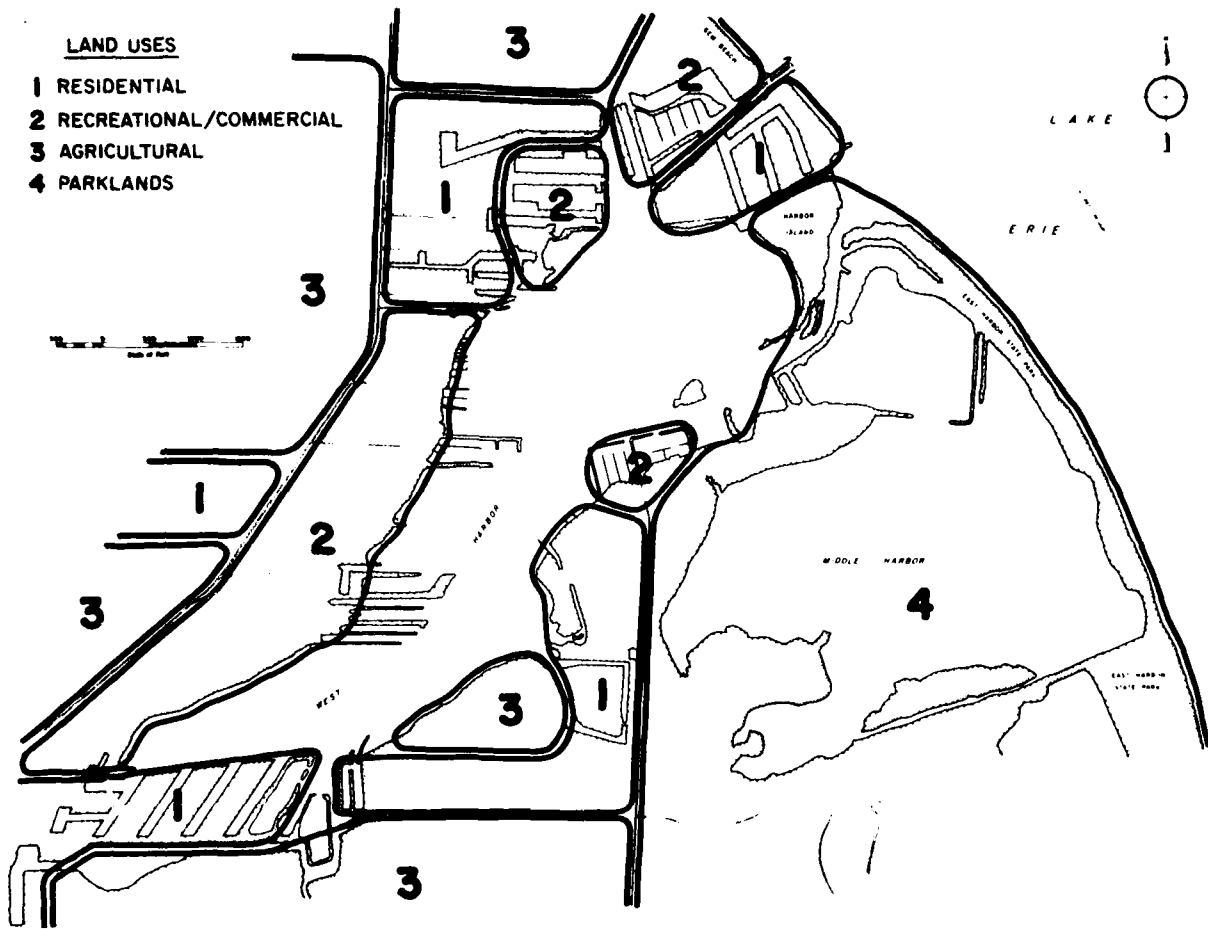 LAND USES
1 RESIDENTIAL
2 RECREATIONAL/COMMERCIAL
3 AGRICULTURAL
4 PARKLANDS
3
BEACH
2
LAKE
1
1
2
HARBOR
ISLAND
ERIE
3
EAST HARBOR STATE PARK
2
1
HARBOR
2
MIDDLE HARBOR
4
3
EAST HARBOR
STATE PARK
WEST
3
1
1
3